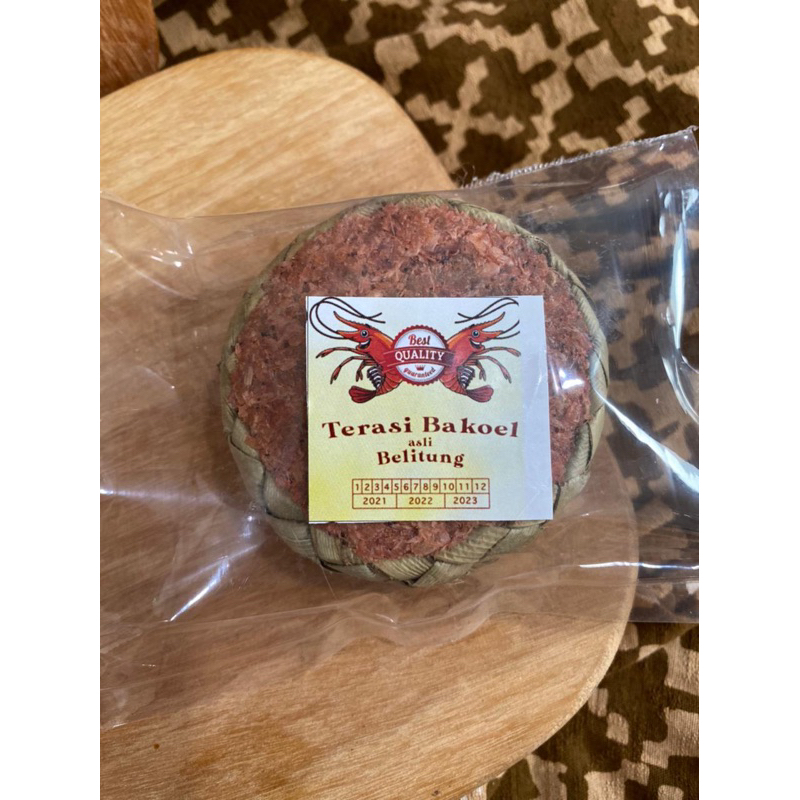 Best
QUALITY
guaranteed
Terasi Bakoel
asli
Belitung
1 2 3 4 5 6 7 8 9 10 11 12
2021 2022 2023